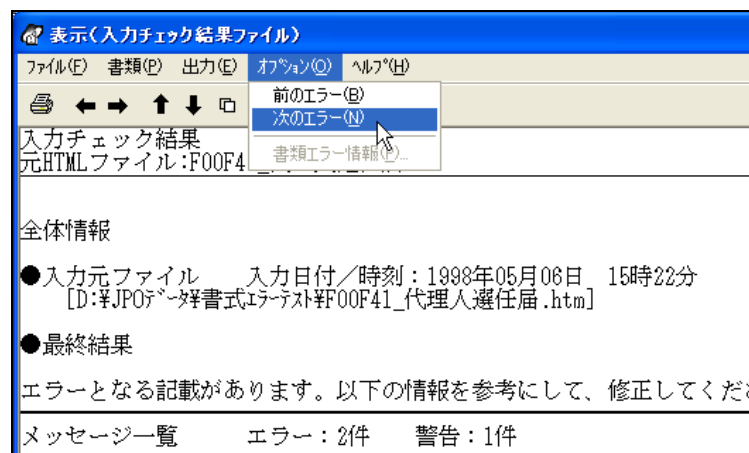 表示(入力チェック結果ファイル)
ファイル(F) 書類(P) 出力(E) オプション(O) ヘルプ(H)
前のエラー(B)
次のエラー(N)
書類エラー情報(P)...
入力チェック結果
元HTMLファイル:F00F4
全体情報
●入力元ファイル 入力日付/時刻:1998年05月06日 15時22分
[D:¥JPOデータ¥書式エラーテスト¥F00F41_代理人選任届.htm]
●最終結果
エラーとなる記載があります。以下の情報を参考にして、修正してくだ
メッセージ一覧 エラー:2件 警告:1件